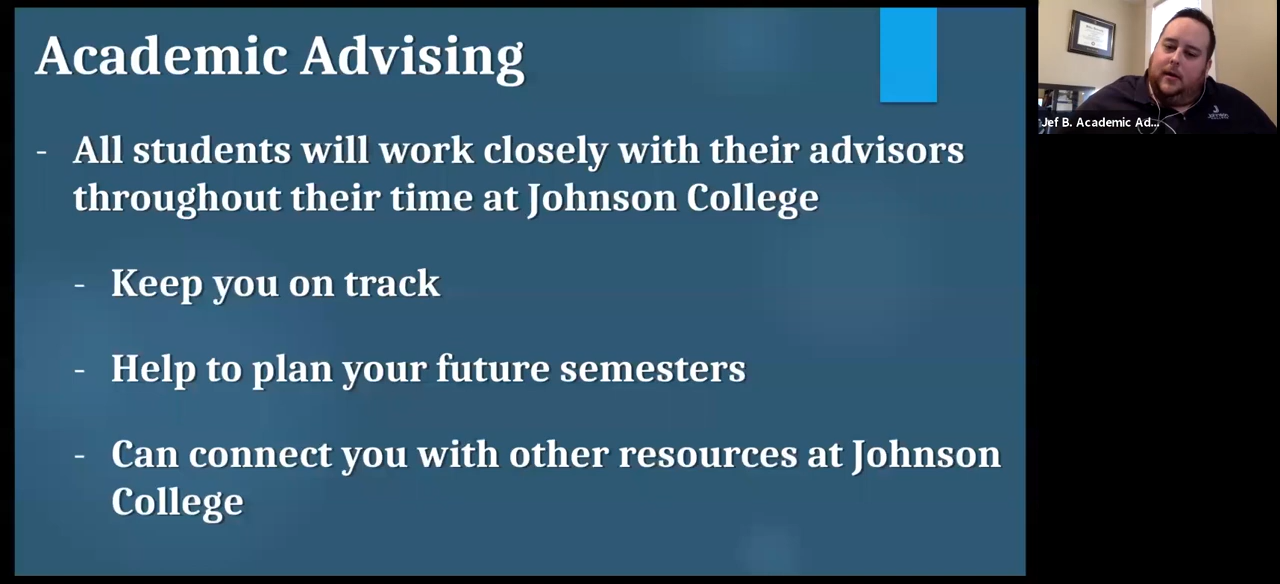 Academic Advising
- All students will work closely with their advisors
throughout their time at Johnson College
- Keep you on track
- Help to plan your future semesters
- Can connect you with other resources at Johnson
College
Jef B. Academic Ad...